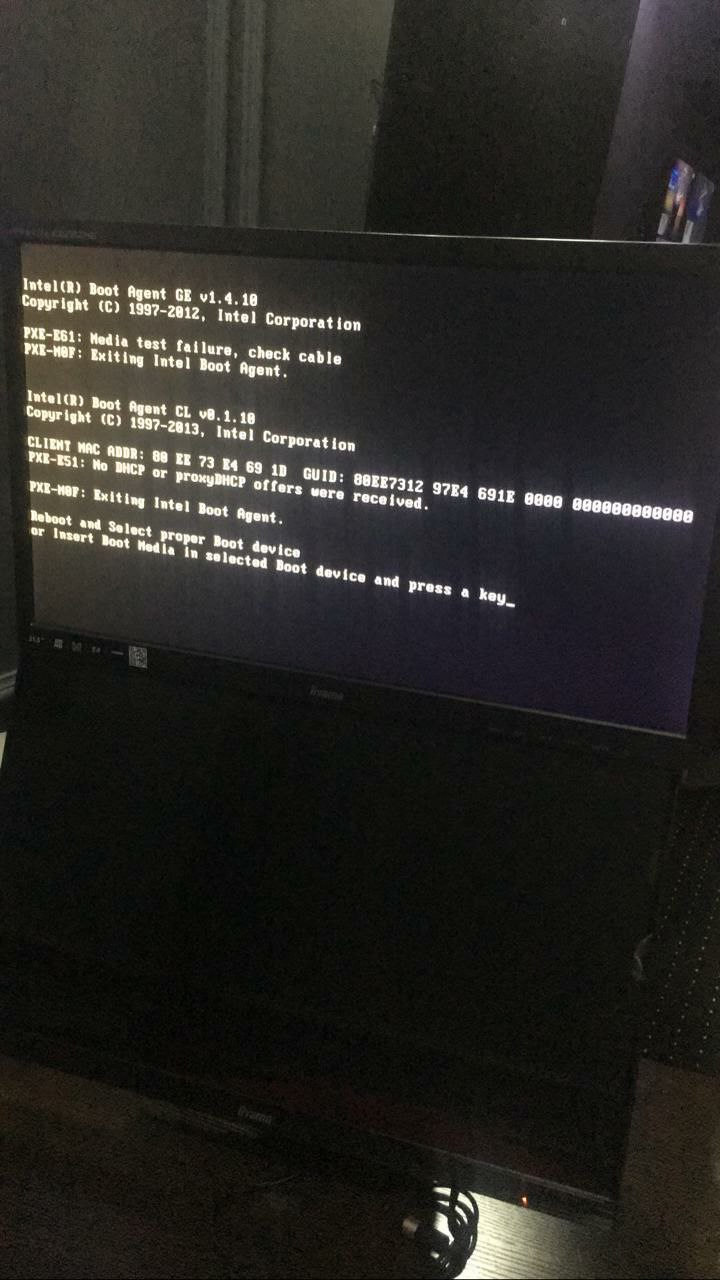 Intel(R) Boot Agent GE v1.4.10
Copyright (C) 1997-2012, Intel Corporation
PXE-E61: Media test failure, check cable
PXE-M0F: Exiting Intel Boot Agent.
Intel(R) Boot Agent CL v0.1.10
Copyright (C) 1997-2013, Intel Corporation
CLIENT MAC ADDR: 80 EE 73 E4 69 1D GUID: 80EE7312 97E4 691E 0000 000000000000
PXE-E51: No DHCP or proxyDHCP offers were received.
PXE-M0F: Exiting Intel Boot Agent.
Reboot and Select proper Boot device
or Insert Boot Media in selected Boot device and press a key_
iiyama
iiyama